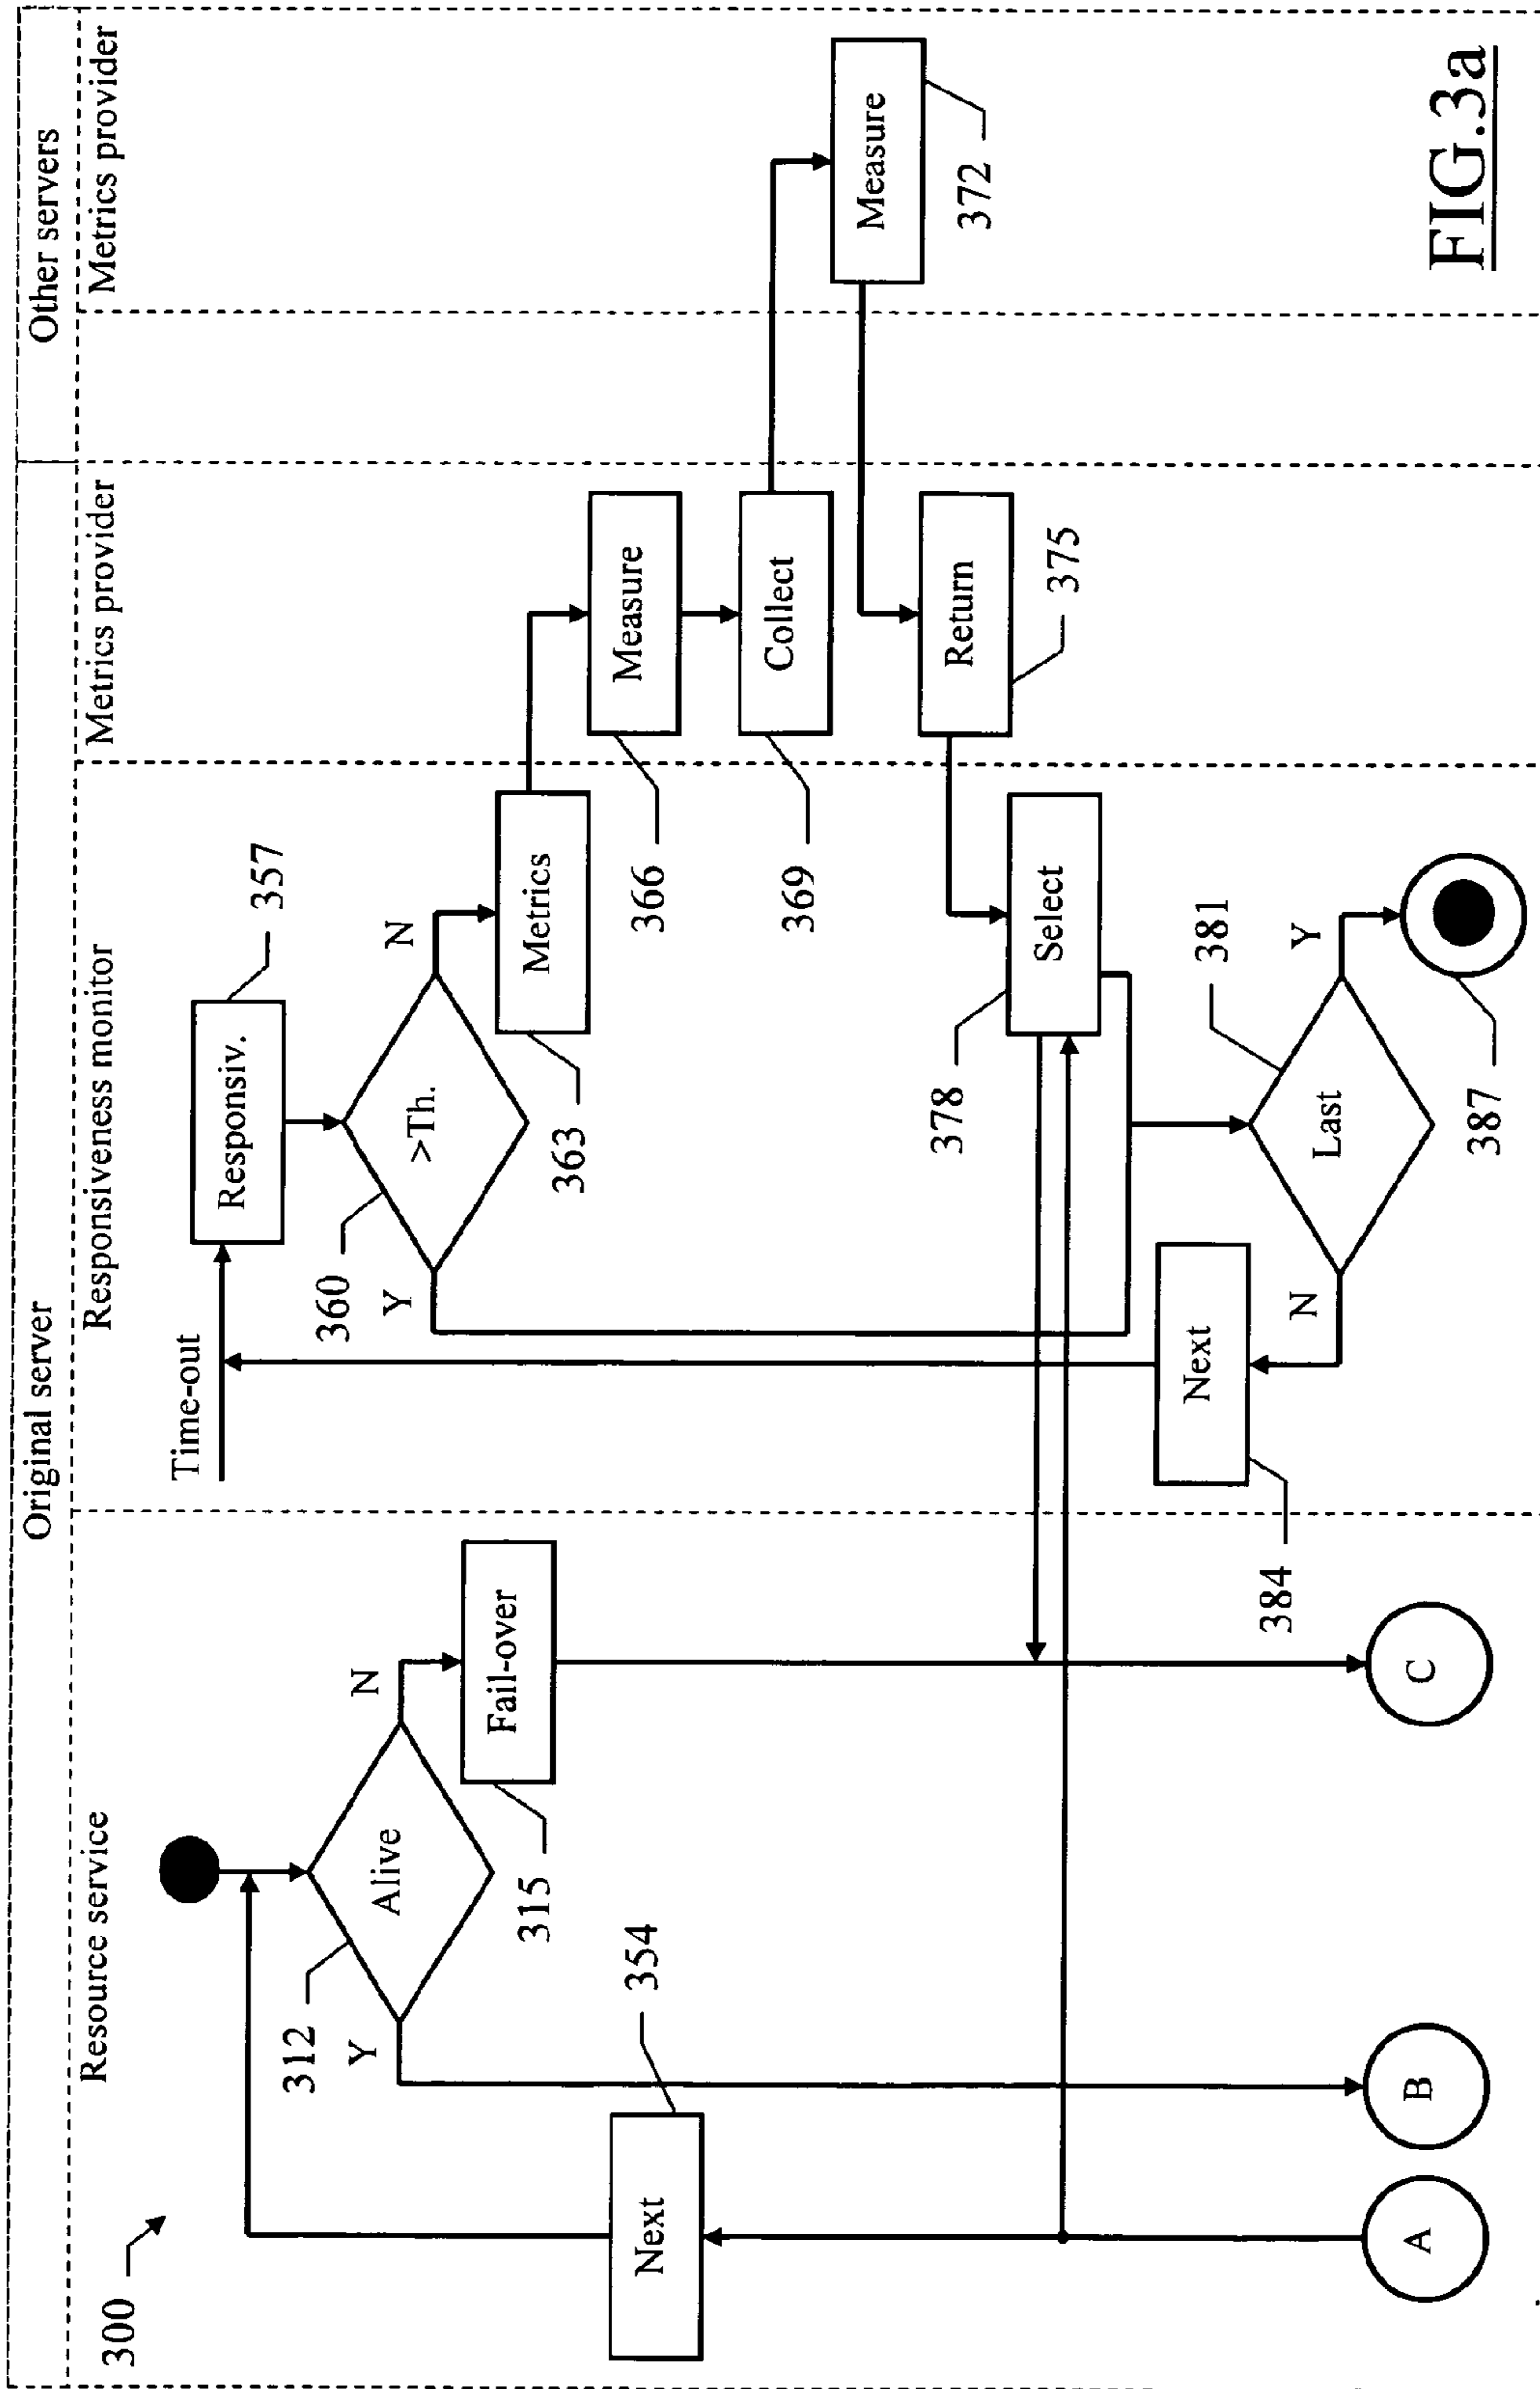 Original server
Other servers
Resource service
Responsiveness monitor
Metrics provider
Metrics provider
300
Time-out
Responsiv.
357
312
Alive
Y
N
360
>Th.
Y
N
Fail-over
315
Metrics
363
Next
354
Measure
366
Collect
369
Measure
372
Return
375
Select
378
Next
384
Last
381
N
Y
387
A
B
C
FIG.3a